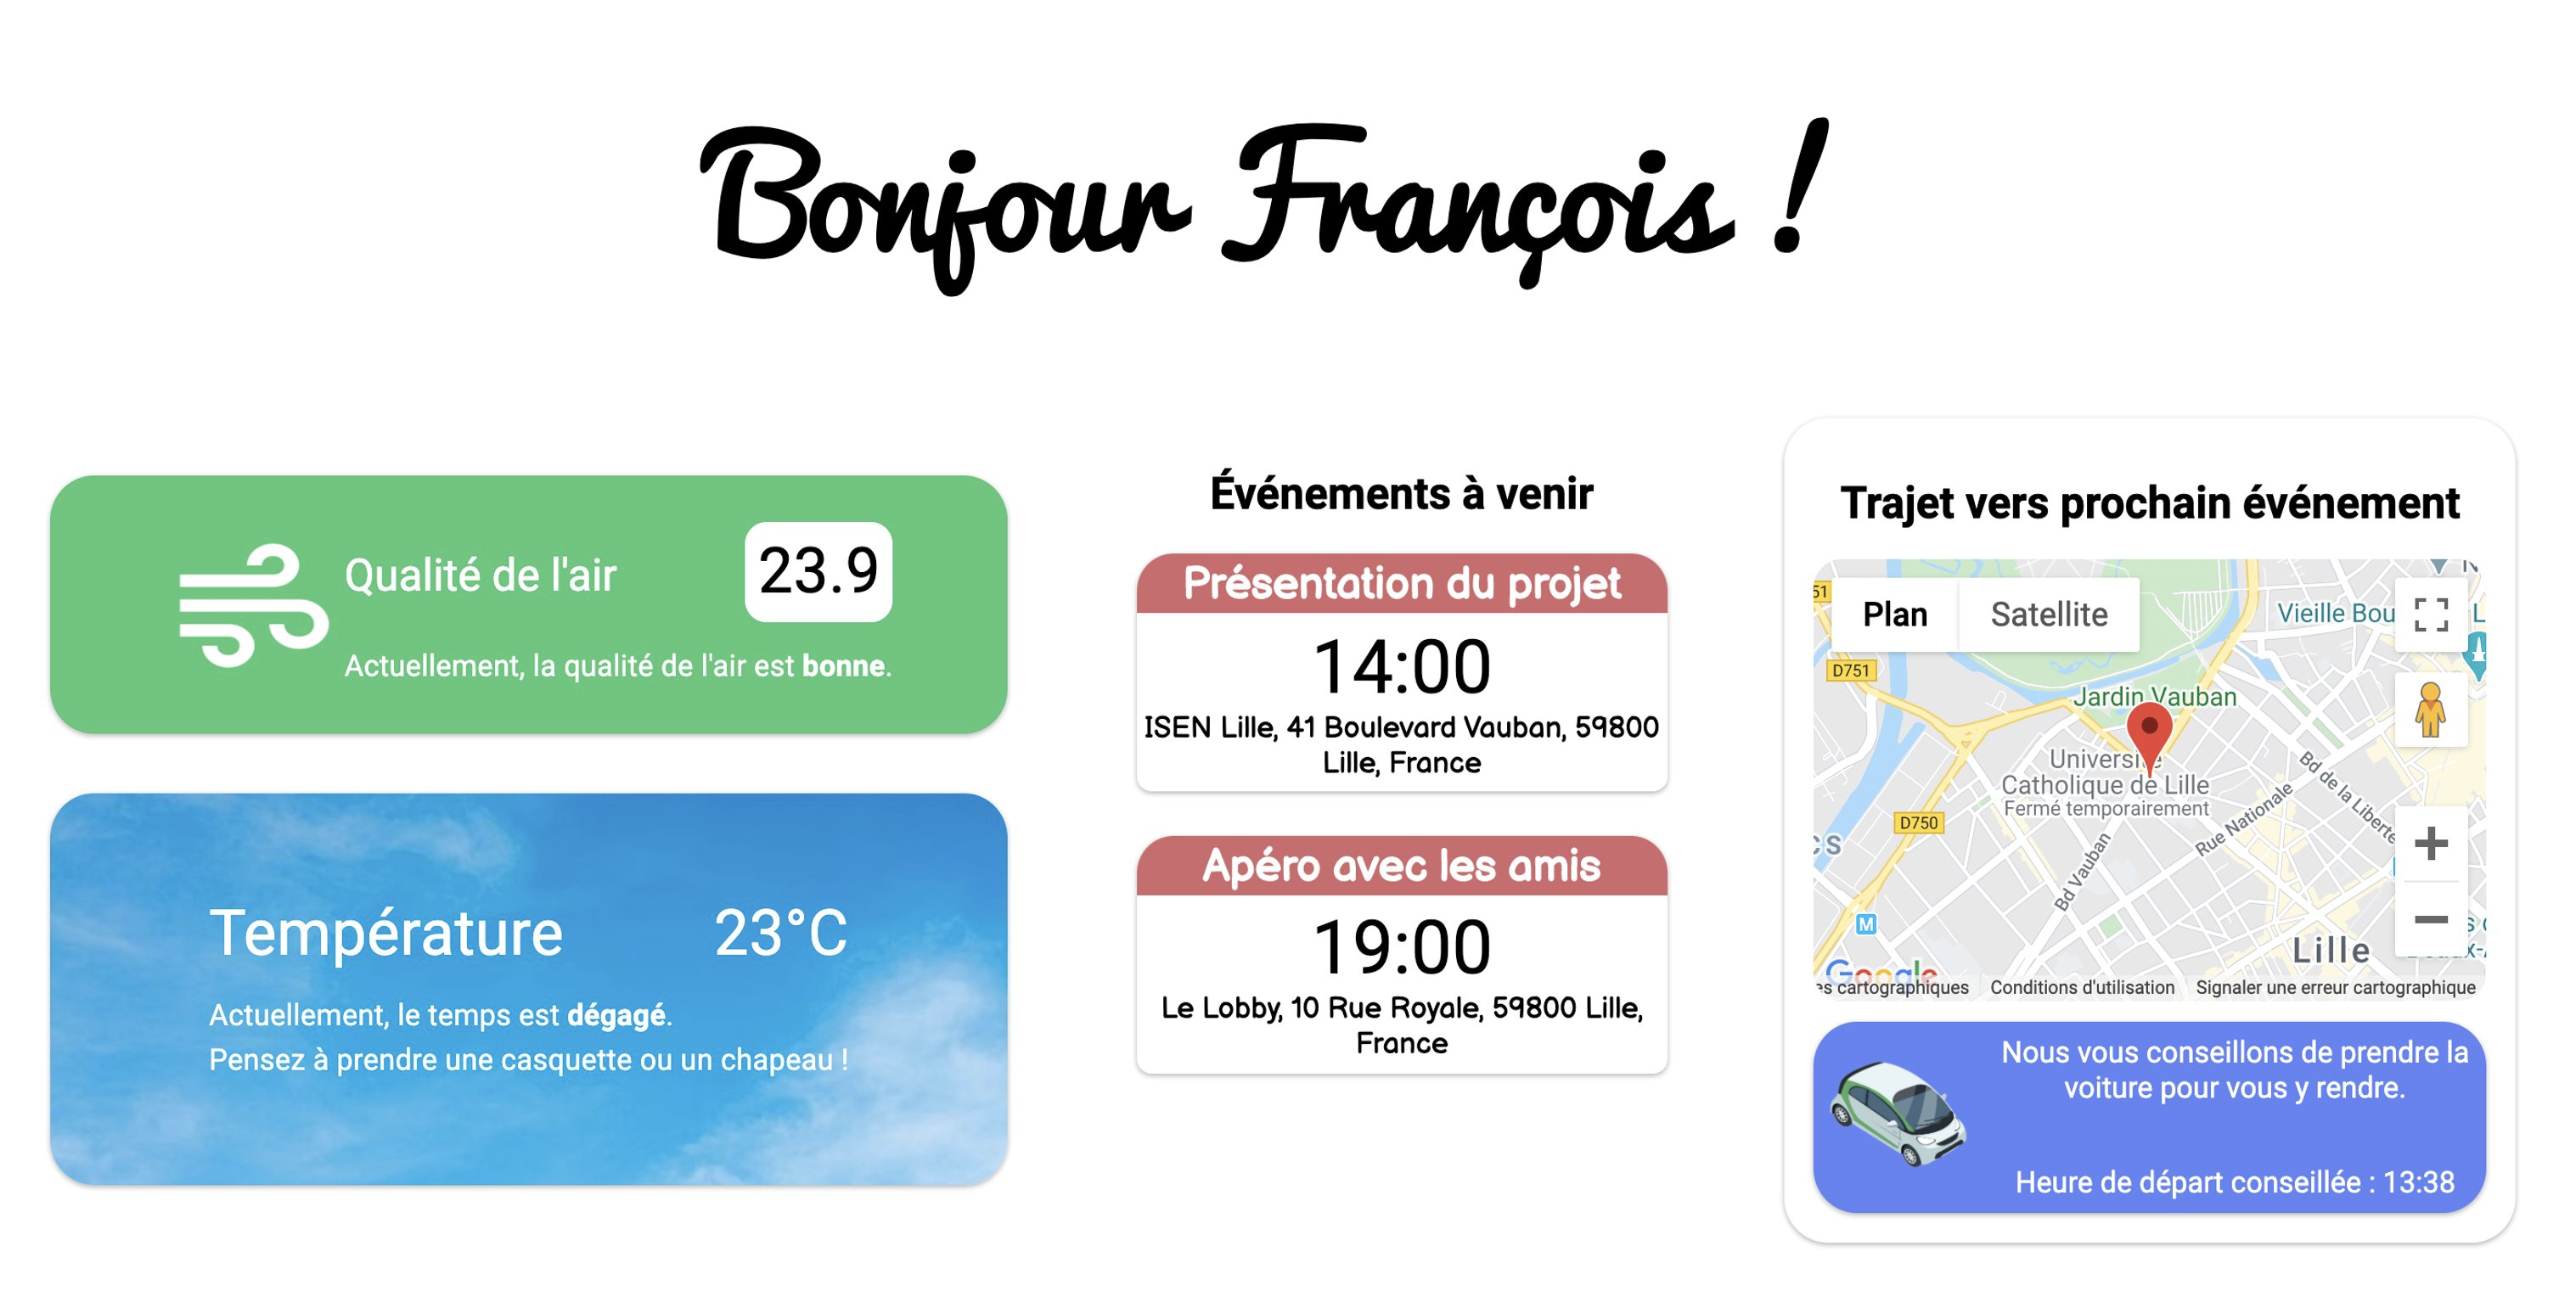 Bonjour François !
Qualité de l'air
23.9
Actuellement, la qualité de l'air est bonne.
Température
23°C
Actuellement, le temps est dégagé.
Pensez à prendre une casquette ou un chapeau !
Événements à venir
Présentation du projet
14:00
ISEN Lille, 41 Boulevard Vauban, 59800
Lille, France
Apéro avec les amis
19:00
Le Lobby, 10 Rue Royale, 59800 Lille,
France
Trajet vers prochain événement
51
Plan
Satellite
Vieille Bou
L
D751
Jardin Vauban
Université
Catholique de Lille
Fermé temporairement
Bd de la Liberté
Rue Nationale
D750
Bd Vauban
M
Lille
Google
es cartographiques
Conditions d'utilisation
Signaler une erreur cartographique
Nous vous conseillons de prendre la
voiture pour vous y rendre.
Heure de départ conseillée : 13:38